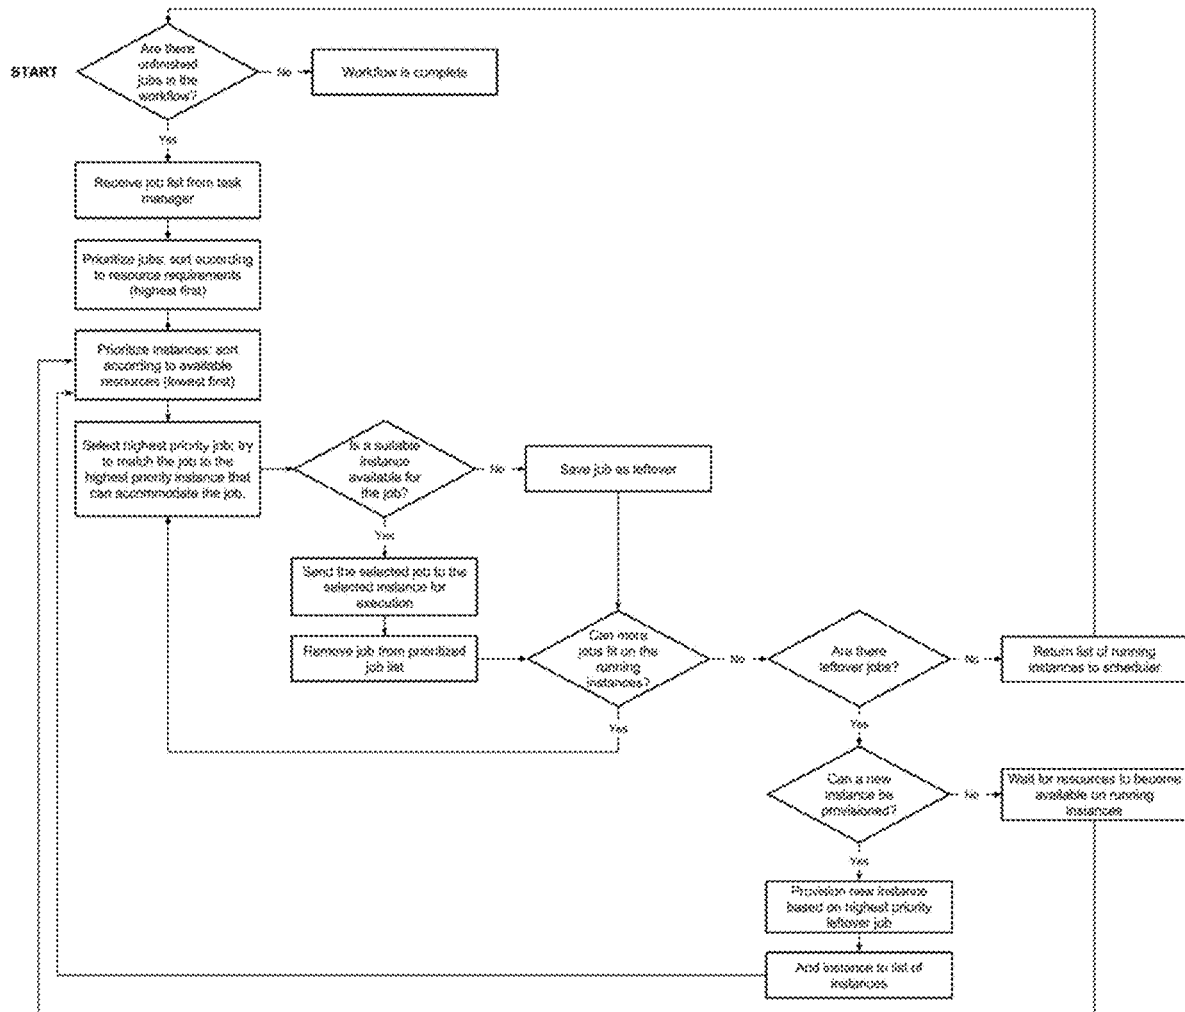 START
Are there
unfinished
jobs in the
workflow?
No
Workflow is complete
Yes
Receive job list from task
manager
Prioritize jobs: sort according
to resource requirements
(highest first)
Prioritize instances: sort
according to available
resources (lowest first)
Select highest priority job; try
to match the job to the
highest priority instance that
can accommodate the job.
Is a suitable
instance
available for
the job?
No
Save job as leftover
Yes
Send the selected job to the
selected instance for
execution
Remove job from prioritized
job list
Can more
jobs fit on the
running
instances?
No
Are there
leftover jobs?
No
Return list of running
instances to scheduler
Yes
Yes
Can a new
instance be
provisioned?
No
Wait for resources to become
available on running
instances
Yes
Provision new instance
based on highest priority
leftover job
Add instance to list of
instances